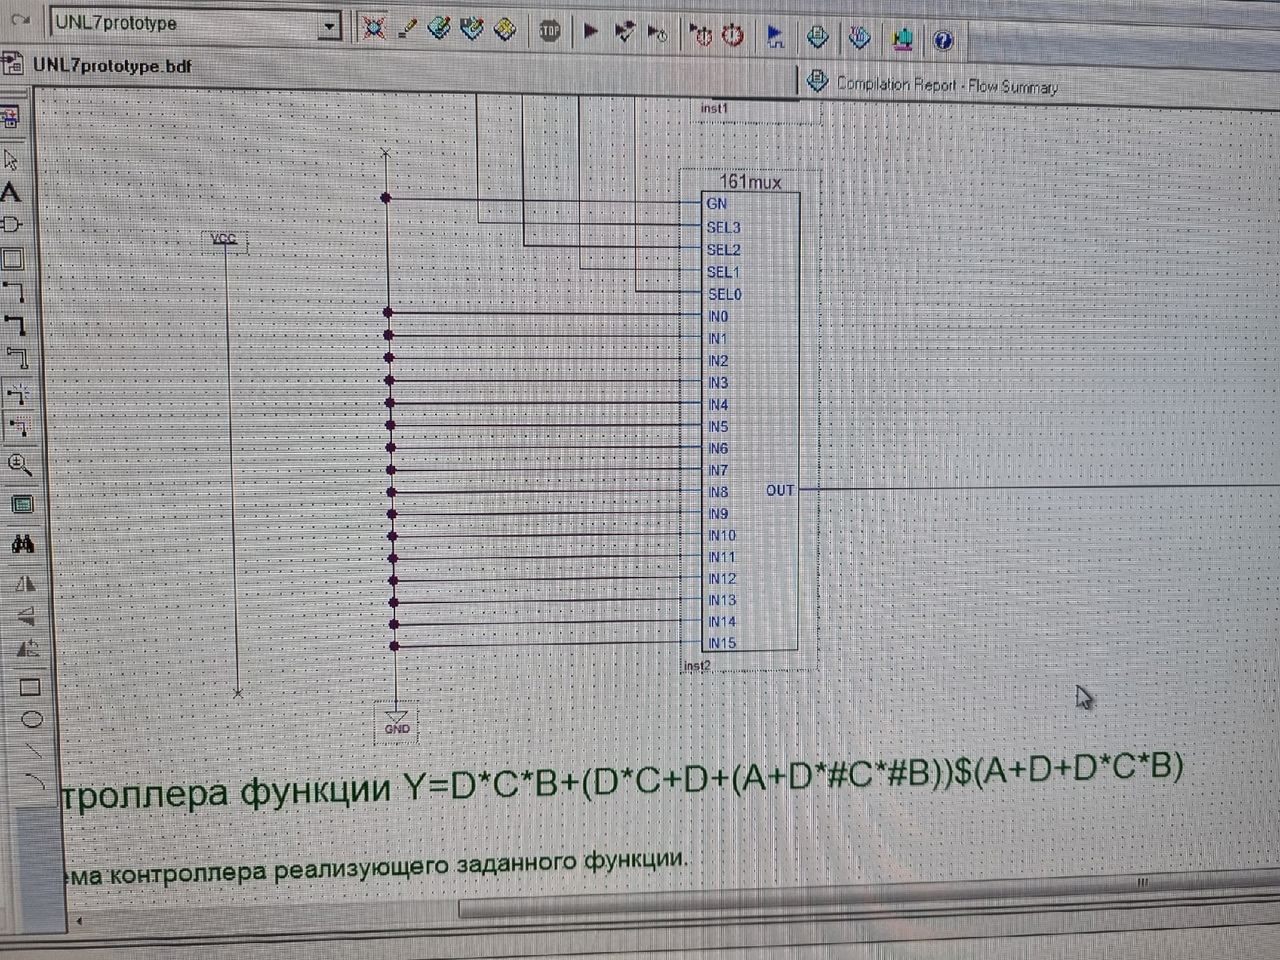 UNL7prototype
STOP
UNL7prototype.bdf
Compilation Report - Flow Summary
inst1
161mux
GN
SEL3
VCC
SEL2
SEL1
SEL0
IN0
IN1
IN2
IN3
IN4
IN5
IN6
IN7
IN8
OUT
IN9
IN10
IN11
IN12
IN13
IN14
IN15
inst2
GND
троллера функции Y=D*C*B+(D*C+D+(A+D*#C*#B))$(A+D+D*C*B)
ема контроллера реализующего заданного функции.